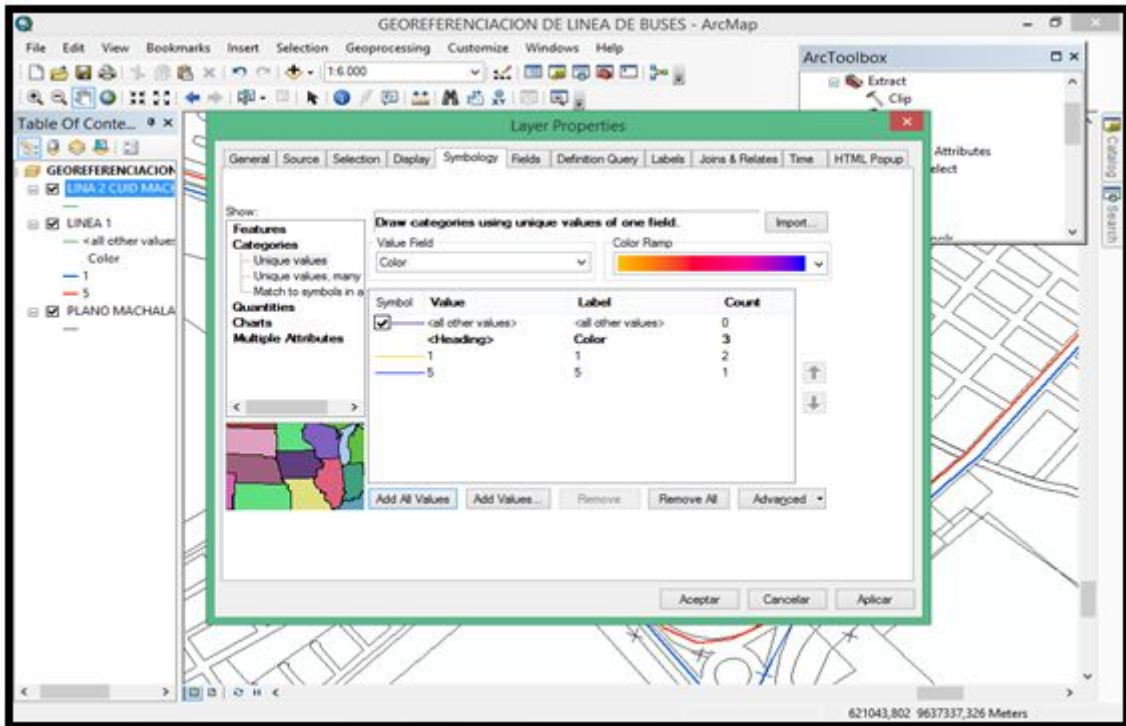 GEOREFERENCIACION DE LINEA DE BUSES - ArcMap
File Edit View Bookmarks Insert Selection Geoprocessing Customize Windows Help
1:6.000
ArcToolbox
Extract
Clip
Attributes
elect
Table Of Conte...
GEOREFERENCIACION
LINA 2 CUID MACH
LINEA 1
<all other values
Color
1
5
PLANO MACHALA
Catalog
Search
Layer Properties
General Source Selection Display Symbology Fields Definition Query Labels Joins & Relates Time HTML Popup
Show:
Features
Categories
Unique values
Unique values, many
Match to symbols in a
Quantities
Charts
Multiple Attributes
Draw categories using unique values of one field.
Import...
Value Field
Color Ramp
Color
Symbol Value Label Count
<all other values> <all other values> 0
<Heading> Color 3
1 1 2
5 5 1
Add All Values Add Values... Remove Remove All Advanced
Aceptar Cancelar Aplicar
621043,802 9637337,326 Meters